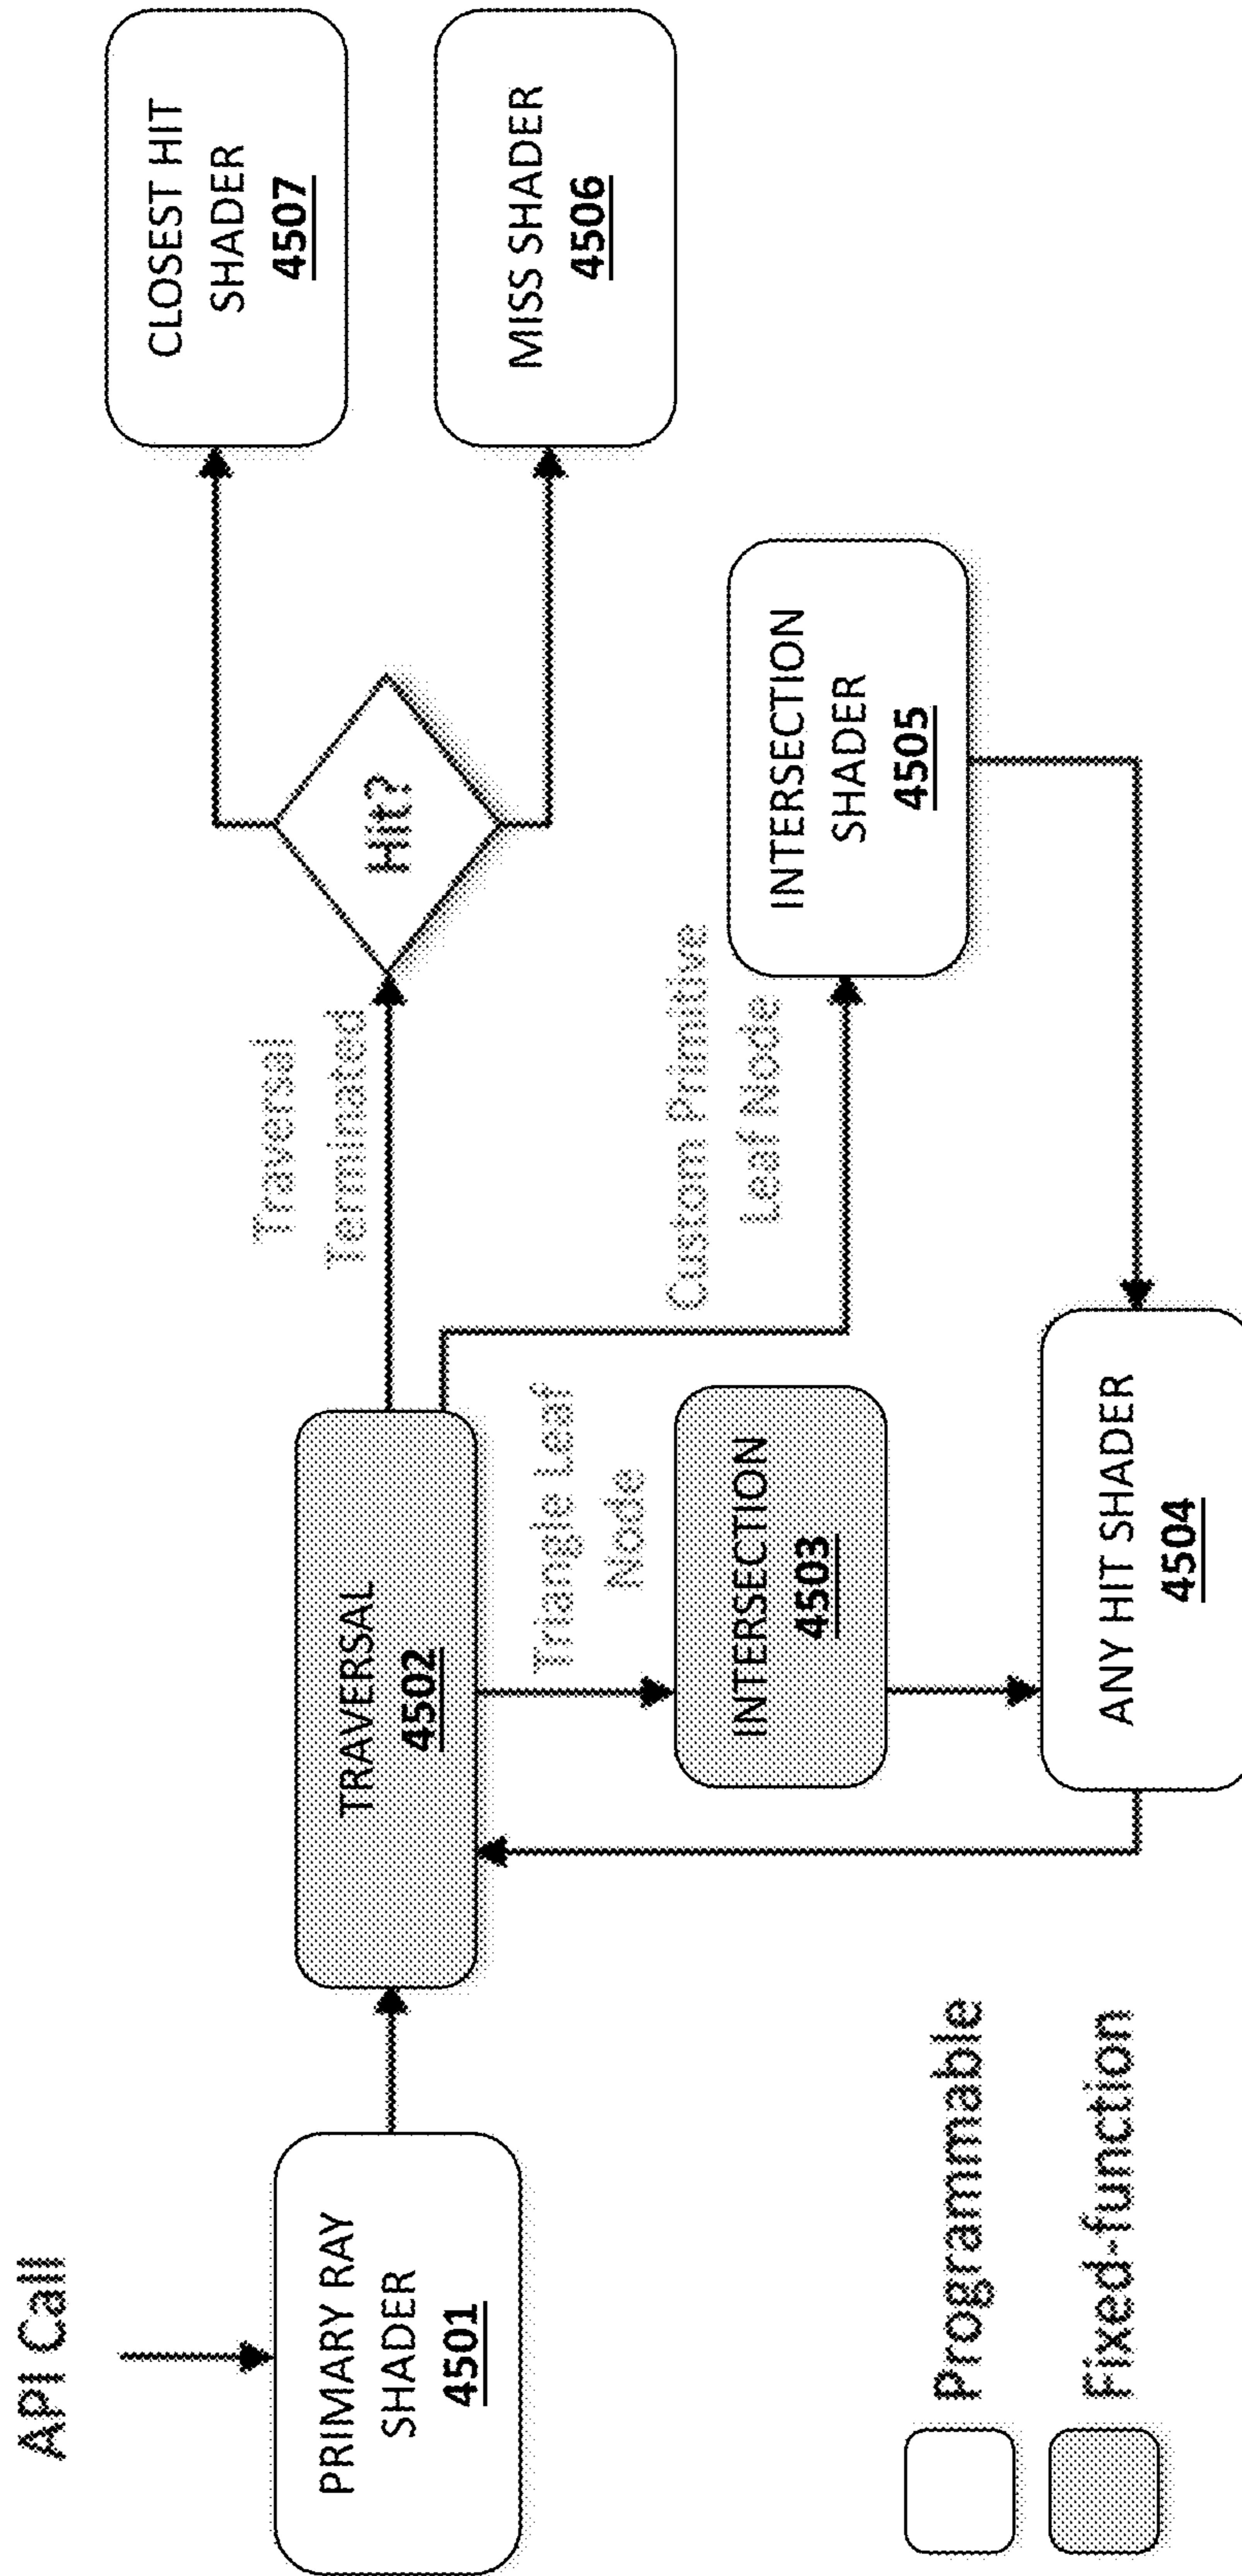 API Call
PRIMARY RAY
SHADER
4501
TRAVERSAL
4502
Traversal
Terminated
Hit?
CLOSEST HIT
SHADER
4507
MISS SHADER
4506
Triangle Leaf
Node
Custom Primitive
Leaf Node
INTERSECTION
4503
INTERSECTION
SHADER
4505
ANY HIT SHADER
4504
Programmable
Fixed-function